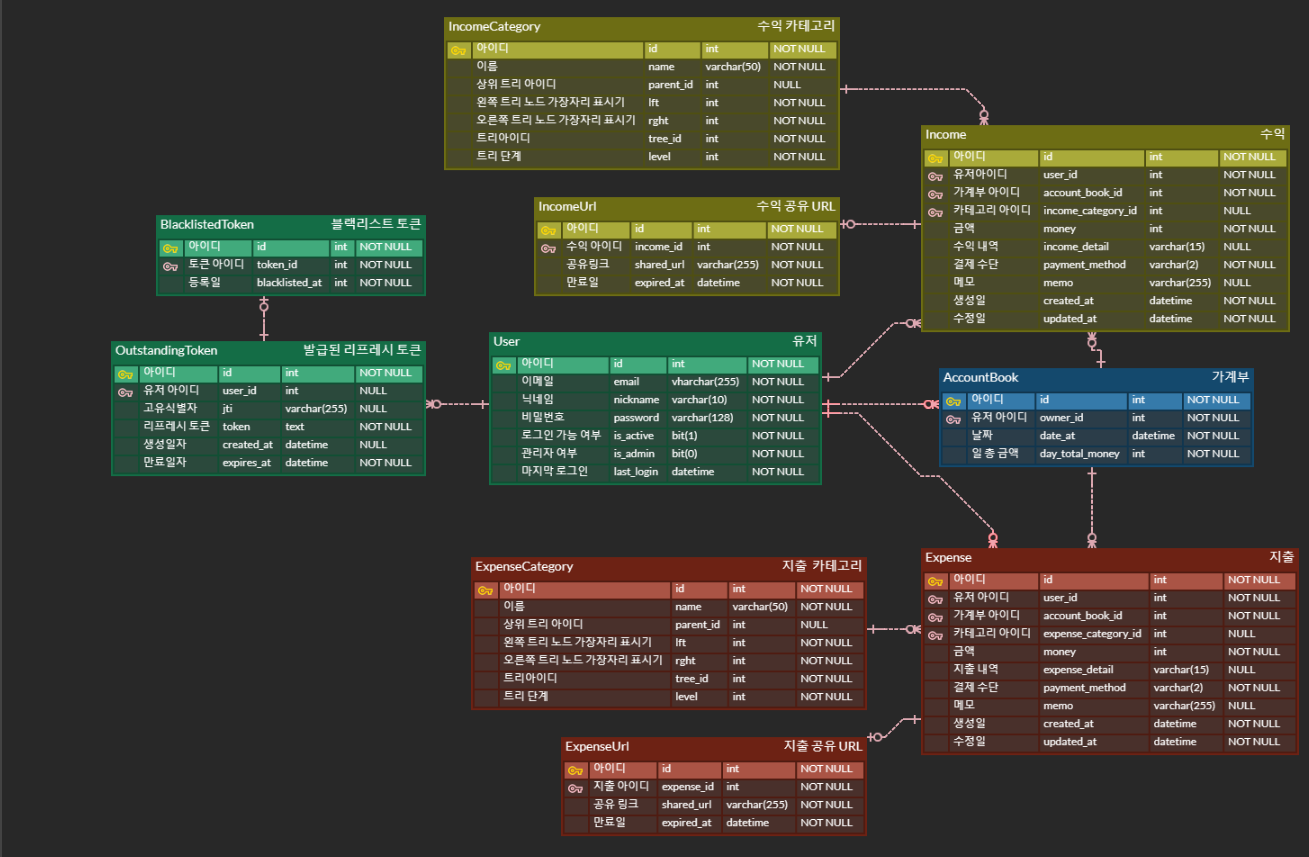 IncomeCategory 수익 카테고리
아이디 id int NOT NULL
이름 name varchar(50) NOT NULL
상위 트리 아이디 parent_id int NULL
왼쪽 트리 노드 가장자리 표시기 lft int NOT NULL
오른쪽 트리 노드 가장자리 표시기 rght int NOT NULL
트리아이디 tree_id int NOT NULL
트리 단계 level int NOT NULL
Income 수익
아이디 id int NOT NULL
유저아이디 user_id int NOT NULL
가계부 아이디 account_book_id int NOT NULL
카테고리 아이디 income_category_id int NULL
금액 money int NOT NULL
수익 내역 income_detail varchar(15) NULL
결제 수단 payment_method varchar(2) NOT NULL
메모 memo varchar(255) NULL
생성일 created_at datetime NOT NULL
수정일 updated_at datetime NOT NULL
IncomeUrl 수익 공유 URL
아이디 id int NOT NULL
수익 아이디 income_id int NOT NULL
공유링크 shared_url varchar(255) NOT NULL
만료일 expired_at datetime NOT NULL
BlacklistedToken 블랙리스트 토큰
아이디 id int NOT NULL
토큰 아이디 token_id int NOT NULL
등록일 blacklisted_at int NOT NULL
OutstandingToken 발급된 리프레시 토큰
아이디 id int NOT NULL
유저 아이디 user_id int NULL
고유식별자 jti varchar(255) NULL
리프레시 토큰 token text NOT NULL
생성일자 created_at datetime NULL
만료일자 expires_at datetime NOT NULL
User 유저
아이디 id int NOT NULL
이메일 email vharchar(255) NOT NULL
닉네임 nickname varchar(10) NOT NULL
비밀번호 password varchar(128) NOT NULL
로그인 가능 여부 is_active bit(1) NOT NULL
관리자 여부 is_admin bit(0) NOT NULL
마지막 로그인 last_login datetime NOT NULL
AccountBook 가계부
아이디 id int NOT NULL
유저 아이디 owner_id int NOT NULL
날짜 date_at datetime NOT NULL
일 총 금액 day_total_money int NOT NULL
ExpenseCategory 지출 카테고리
아이디 id int NOT NULL
이름 name varchar(50) NOT NULL
상위 트리 아이디 parent_id int NULL
왼쪽 트리 노드 가장자리 표시기 lft int NOT NULL
오른쪽 트리 노드 가장자리 표시기 rght int NOT NULL
트리아이디 tree_id int NOT NULL
트리 단계 level int NOT NULL
Expense 지출
아이디 id int NOT NULL
유저 아이디 user_id int NOT NULL
가계부 아이디 account_book_id int NOT NULL
카테고리 아이디 expense_category_id int NULL
금액 money int NOT NULL
지출 내역 expense_detail varchar(15) NULL
결제 수단 payment_method varchar(2) NOT NULL
메모 memo varchar(255) NULL
생성일 created_at datetime NOT NULL
수정일 updated_at datetime NOT NULL
ExpenseUrl 지출 공유 URL
아이디 id int NOT NULL
지출 아이디 expense_id int NOT NULL
공유 링크 shared_url varchar(255) NOT NULL
만료일 expired_at datetime NOT NULL